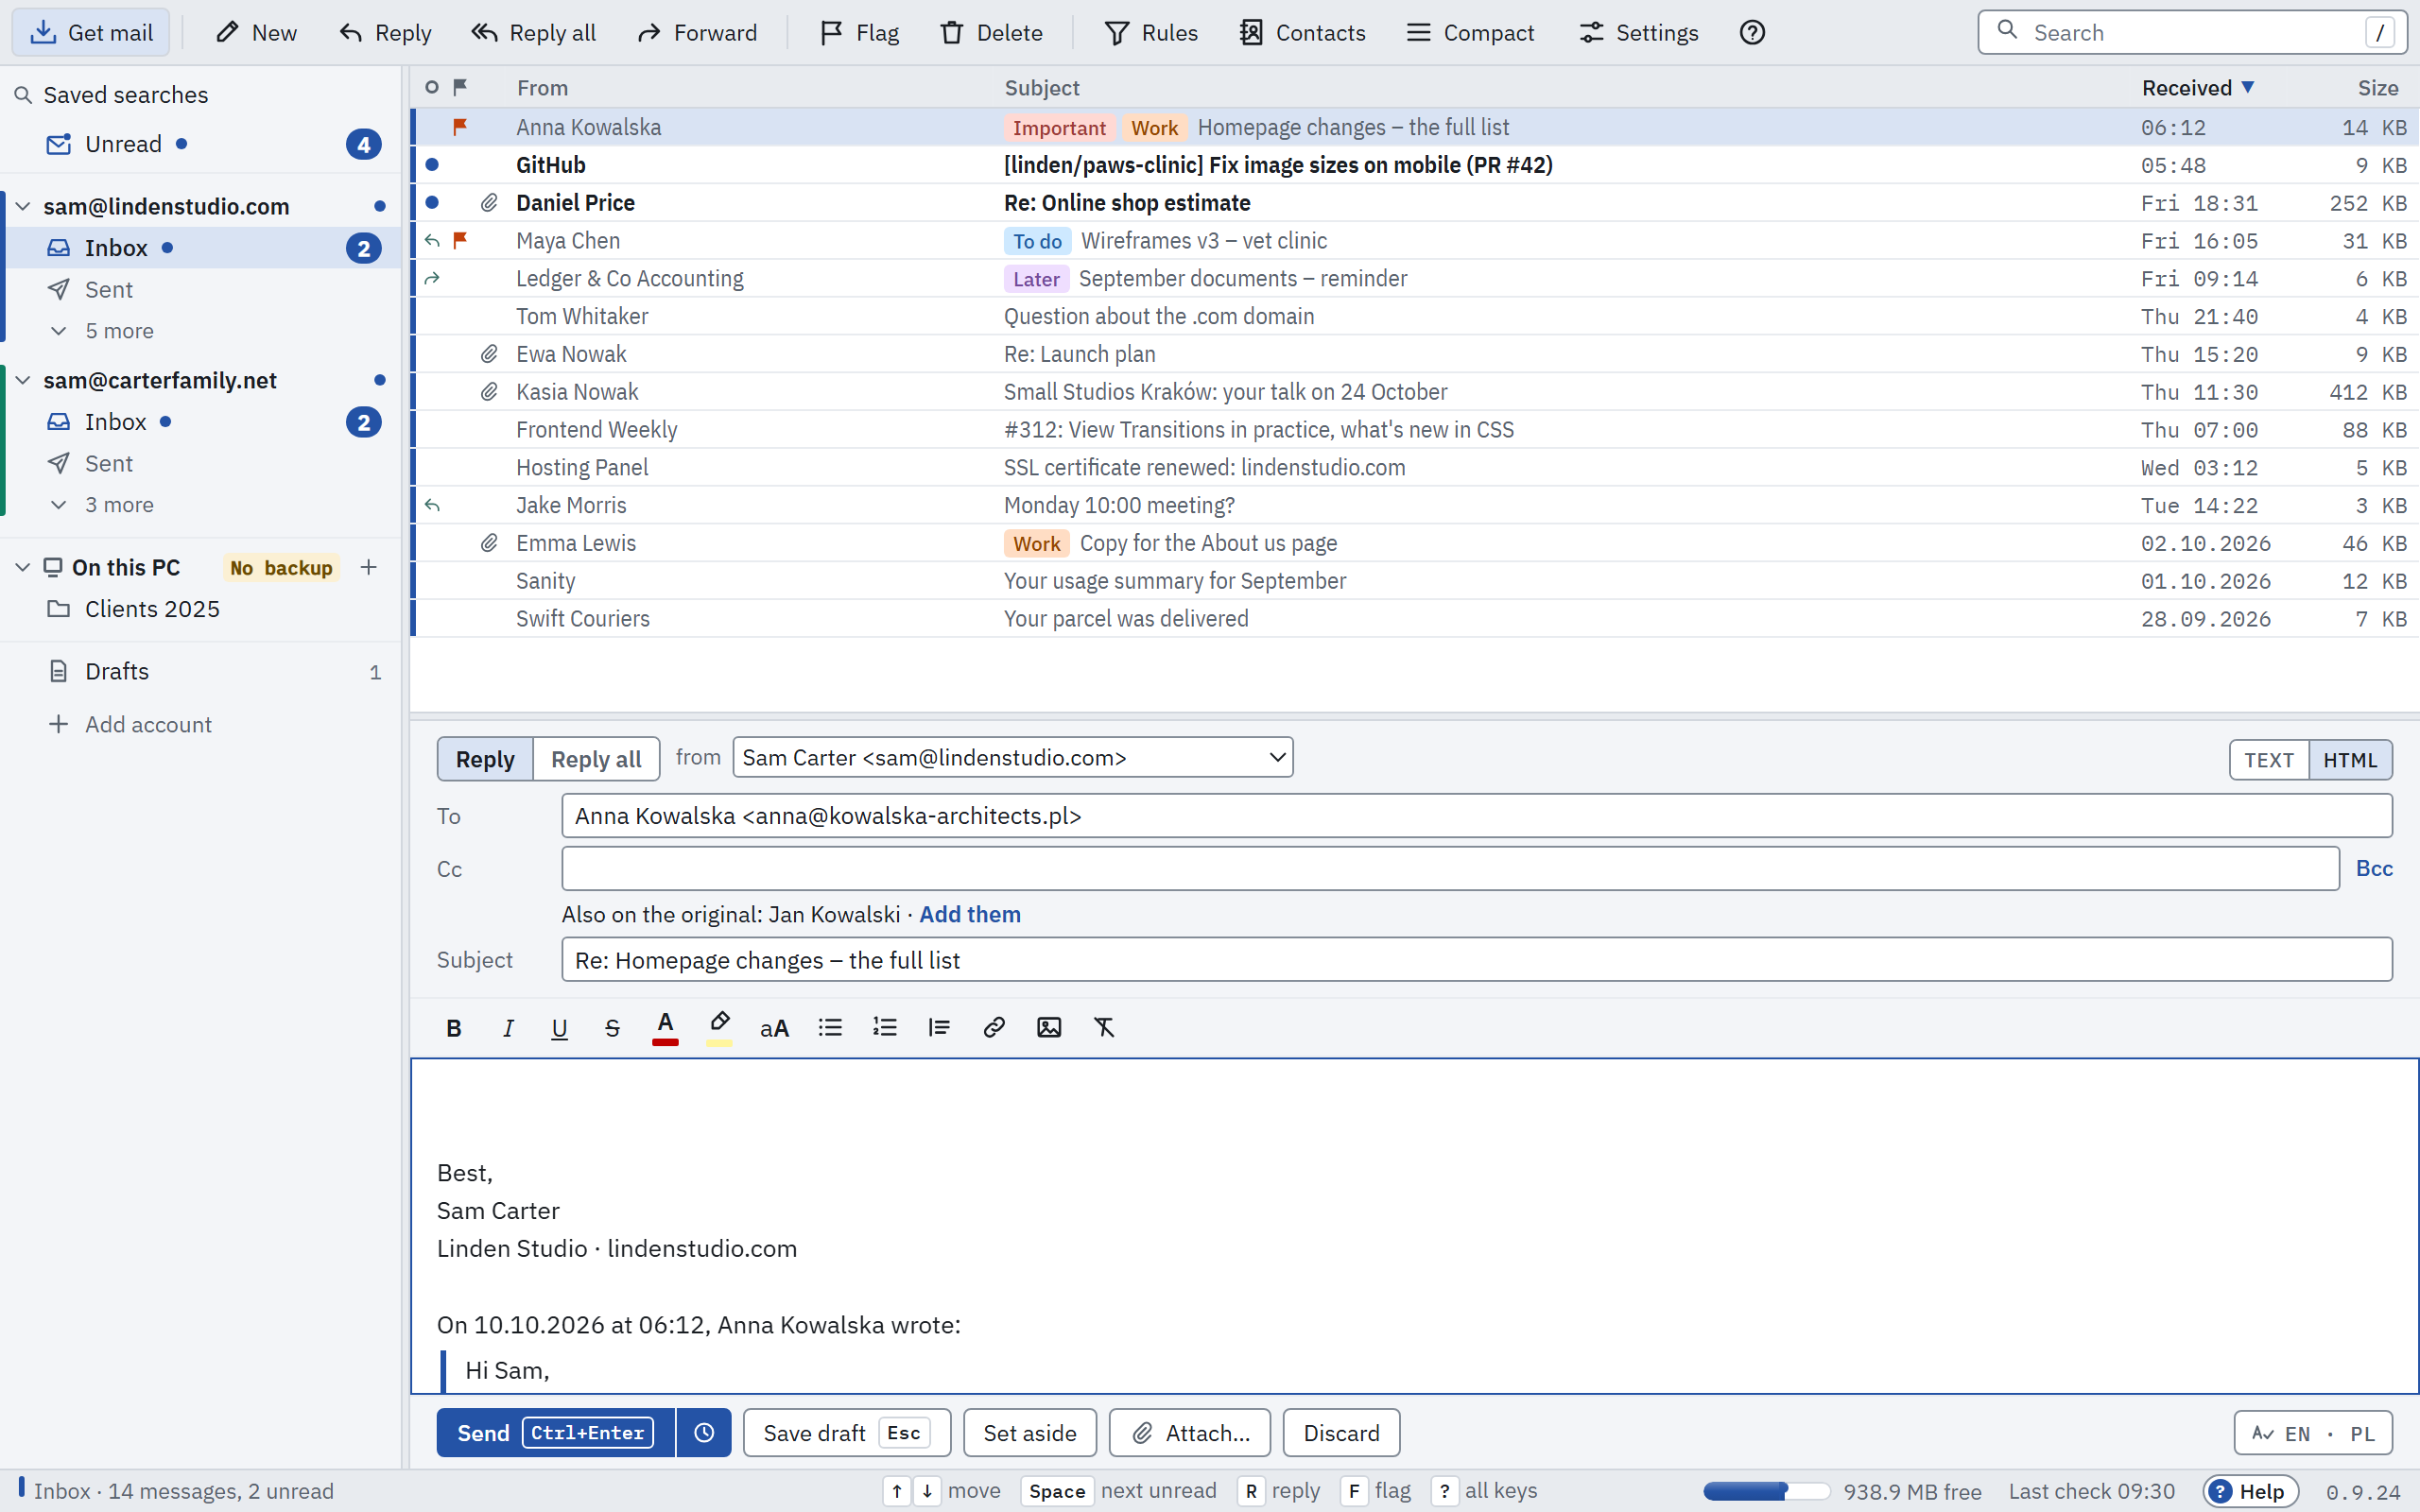 Get mail New Reply Reply all Forward Flag Delete Rules Contacts Compact Settings Search /
Saved searches
Unread 4
sam@lindenstudio.com
Inbox 2
Sent
5 more
sam@carterfamily.net
Inbox 2
Sent
3 more
On this PC No backup
Clients 2025
Drafts 1
Add account
From Subject Received Size
Anna Kowalska Important Work Homepage changes – the full list 06:12 14 KB
GitHub [linden/paws-clinic] Fix image sizes on mobile (PR #42) 05:48 9 KB
Daniel Price Re: Online shop estimate Fri 18:31 252 KB
Maya Chen To do Wireframes v3 – vet clinic Fri 16:05 31 KB
Ledger & Co Accounting Later September documents – reminder Fri 09:14 6 KB
Tom Whitaker Question about the .com domain Thu 21:40 4 KB
Ewa Nowak Re: Launch plan Thu 15:20 9 KB
Kasia Nowak Small Studios Kraków: your talk on 24 October Thu 11:30 412 KB
Frontend Weekly #312: View Transitions in practice, what's new in CSS Thu 07:00 88 KB
Hosting Panel SSL certificate renewed: lindenstudio.com Wed 03:12 5 KB
Jake Morris Monday 10:00 meeting? Tue 14:22 3 KB
Emma Lewis Work Copy for the About us page 02.10.2026 46 KB
Sanity Your usage summary for September 01.10.2026 12 KB
Swift Couriers Your parcel was delivered 28.09.2026 7 KB
Reply Reply all from Sam Carter <sam@lindenstudio.com> TEXT HTML
To Anna Kowalska <anna@kowalska-architects.pl>
Cc Bcc
Also on the original: Jan Kowalski · Add them
Subject Re: Homepage changes – the full list
B I U S A aA
Best,
Sam Carter
Linden Studio · lindenstudio.com
On 10.10.2026 at 06:12, Anna Kowalska wrote:
Hi Sam,
Send Ctrl+Enter Save draft Esc Set aside Attach... Discard EN · PL
Inbox · 14 messages, 2 unread ↑ ↓ move Space next unread R reply F flag ? all keys 938.9 MB free Last check 09:30 ? Help 0.9.24